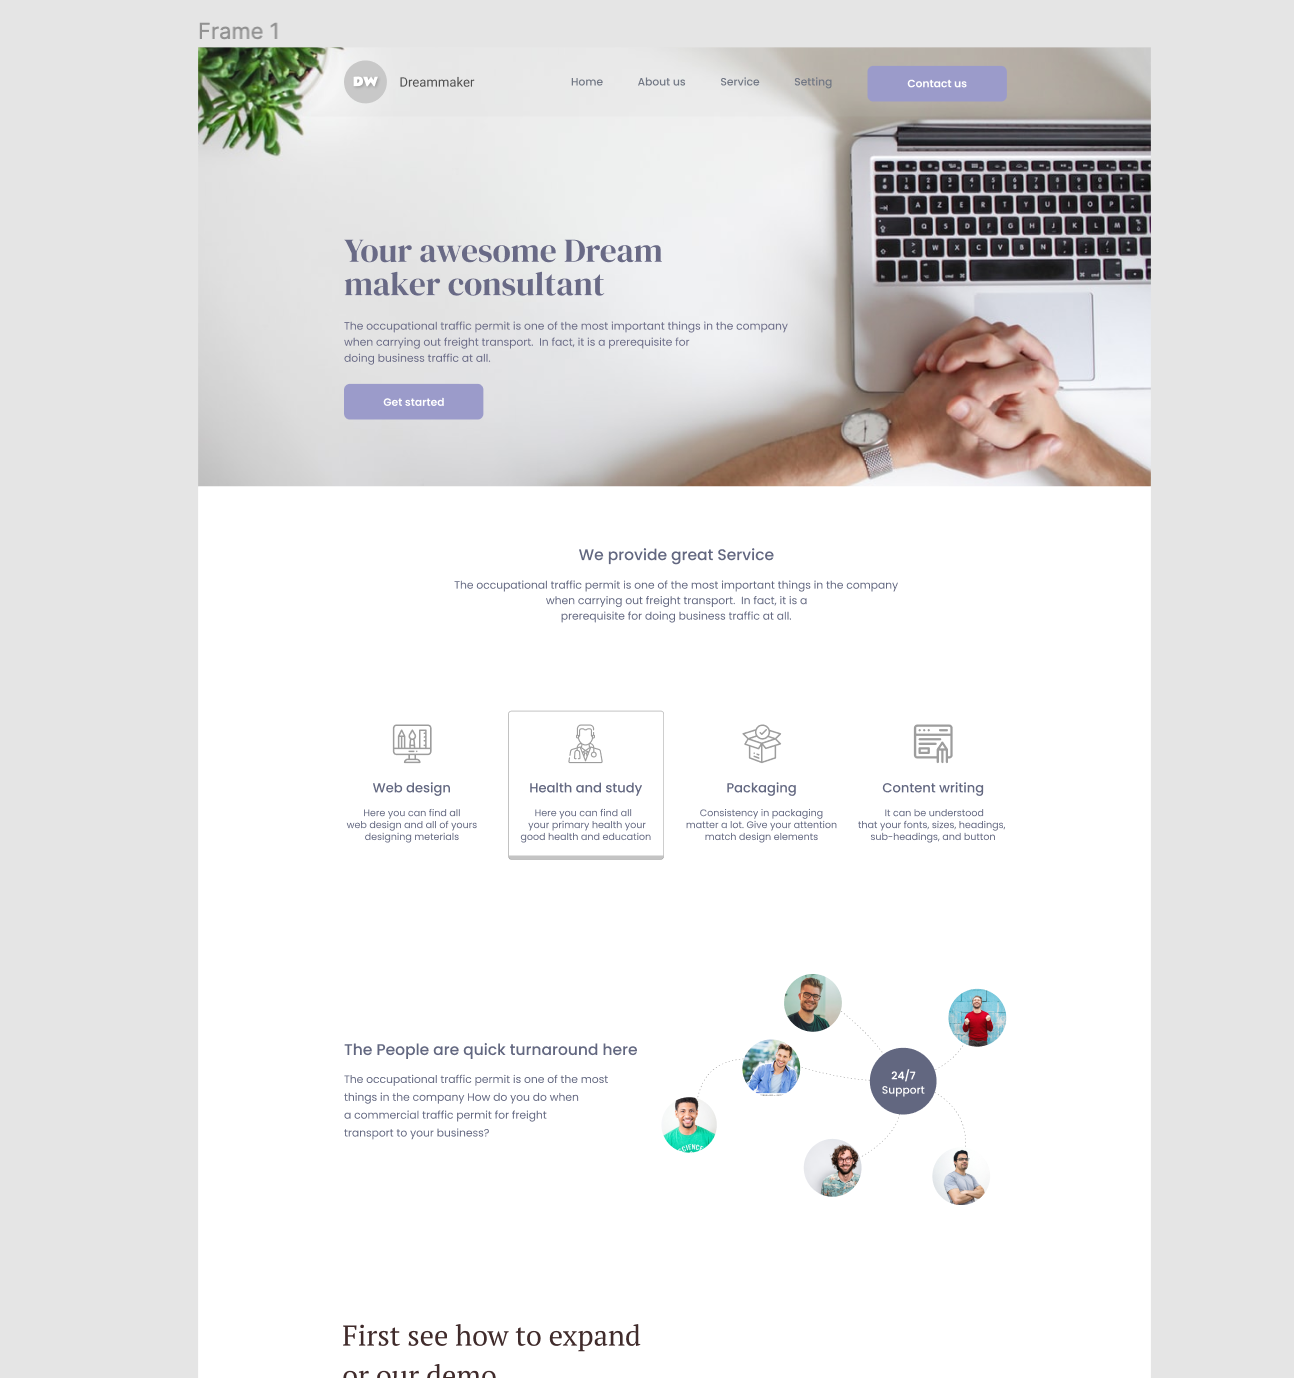 Frame 1
DW
Dreammaker
Home
About us
Service
Setting
Contact us
Your awesome Dream
maker consultant
The occupational traffic permit is one of the most important things in the company
when carrying out freight transport.  In fact, it is a prerequisite for
doing business traffic at all.
Get started
We provide great Service
The occupational traffic permit is one of the most important things in the company
when carrying out freight transport.  In fact, it is a
prerequisite for doing business traffic at all.
Web design
Here you can find all
web design and all of yours
designing meterials
Health and study
Here you can find all
your primary health your
good health and education
Packaging
Consistency in packaging
matter a lot. Give your attention
match design elements
Content writing
It can be understood
that your fonts, sizes, headings,
sub-headings, and button
The People are quick turnaround here
The occupational traffic permit is one of the most
things in the company How do you do when
a commercial traffic permit for freight
transport to your business?
24/7
Support
First see how to expand
or our demo